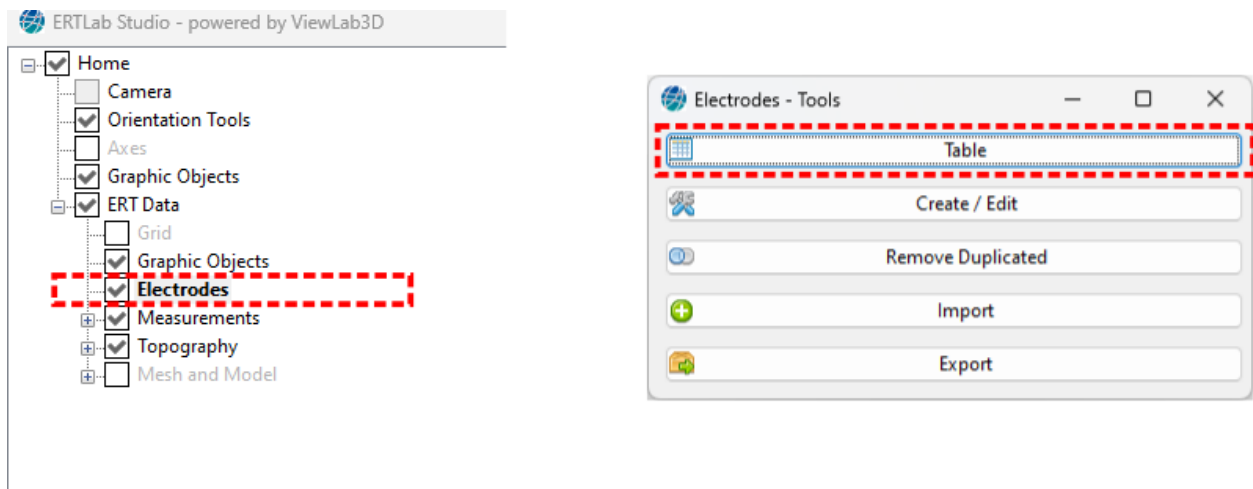 ERTLab Studio - powered by ViewLab3D
Home
Camera
Orientation Tools
Axes
Graphic Objects
ERT Data
Grid
Graphic Objects
Electrodes
Measurements
Topography
Mesh and Model
Electrodes - Tools
Table
Create / Edit
Remove Duplicated
Import
Export